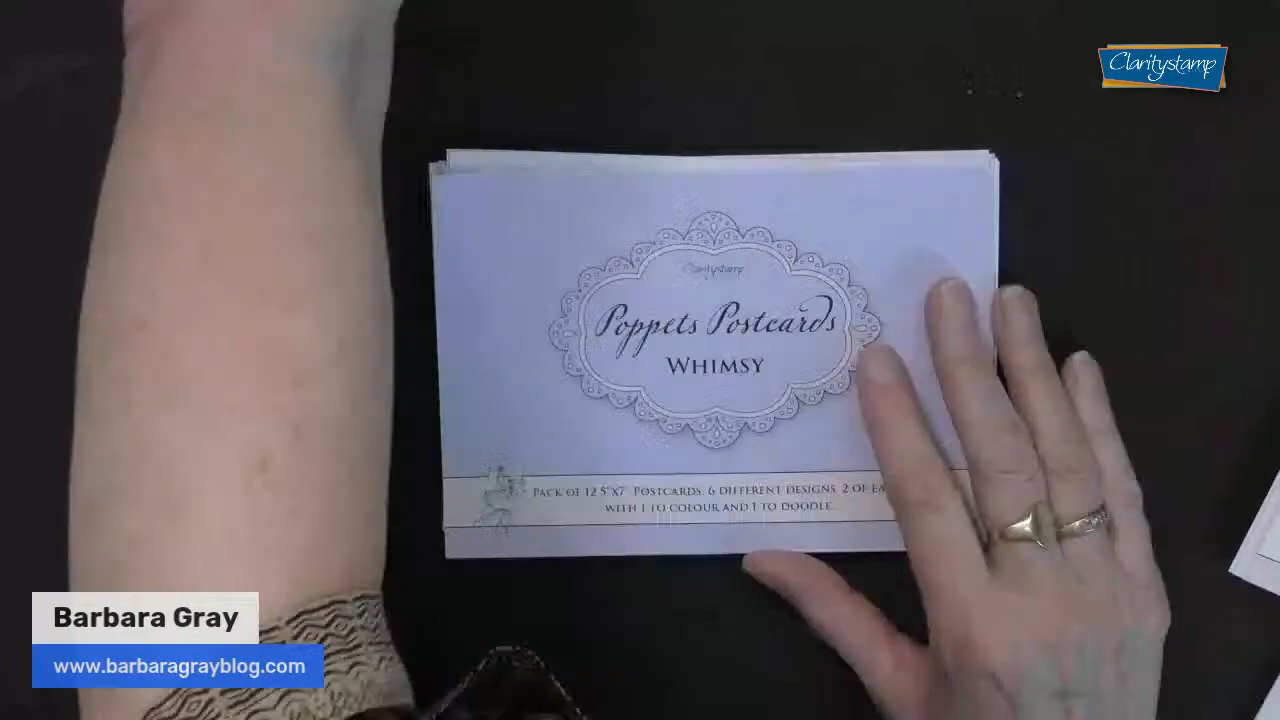 Claritystamp
Claritystamp
Poppets Postcards
WHIMSY
PACK OF 12 5"X7" POSTCARDS. 6 DIFFERENT DESIGNS. 2 OF
WITH 1 TO COLOUR AND 1 TO DOODLE.
Barbara Gray
www.barbaragrayblog.com